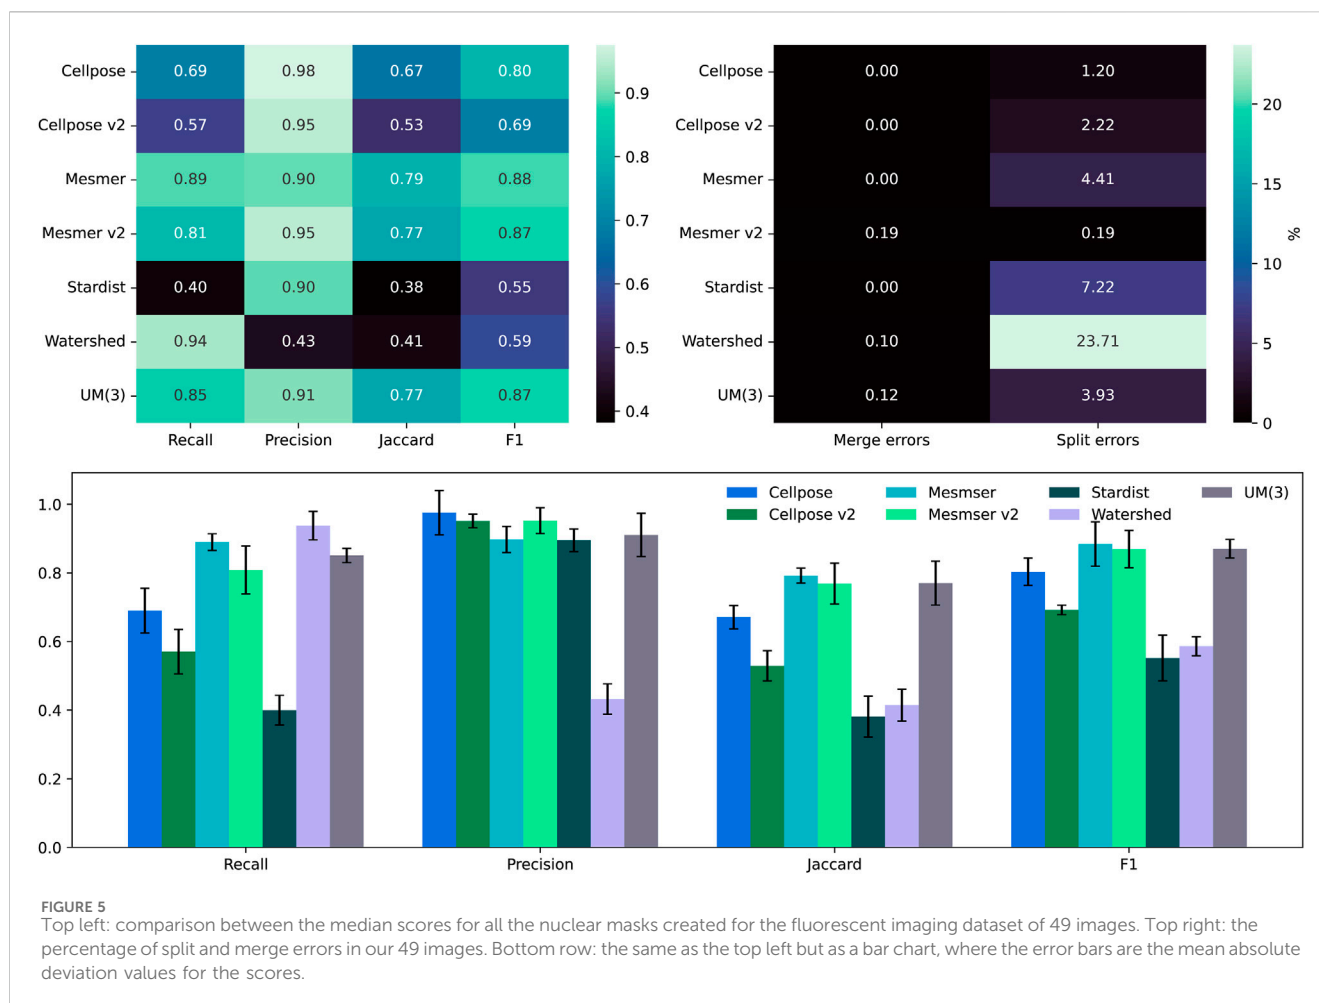 Cellpose 0.69 0.98 0.67 0.80
Cellpose v2 0.57 0.95 0.53 0.69
Mesmer 0.89 0.90 0.79 0.88
Mesmer v2 0.81 0.95 0.77 0.87
Stardist 0.40 0.90 0.38 0.55
Watershed 0.94 0.43 0.41 0.59
UM(3) 0.85 0.91 0.77 0.87
Recall Precision Jaccard F1
0.9
0.8
0.7
0.6
0.5
0.4
Cellpose 0.00 1.20
Cellpose v2 0.00 2.22
Mesmer 0.00 4.41
Mesmer v2 0.19 0.19
Stardist 0.00 7.22
Watershed 0.10 23.71
UM(3) 0.12 3.93
Merge errors Split errors
20
15
10
5
0
%
1.0
0.8
0.6
0.4
0.2
0.0
Cellpose Mesmser Stardist UM(3)
Cellpose v2 Mesmser v2 Watershed
Recall Precision Jaccard F1
FIGURE 5
Top left: comparison between the median scores for all the nuclear masks created for the fluorescent imaging dataset of 49 images. Top right: the
percentage of split and merge errors in our 49 images. Bottom row: the same as the top left but as a bar chart, where the error bars are the mean absolute
deviation values for the scores.